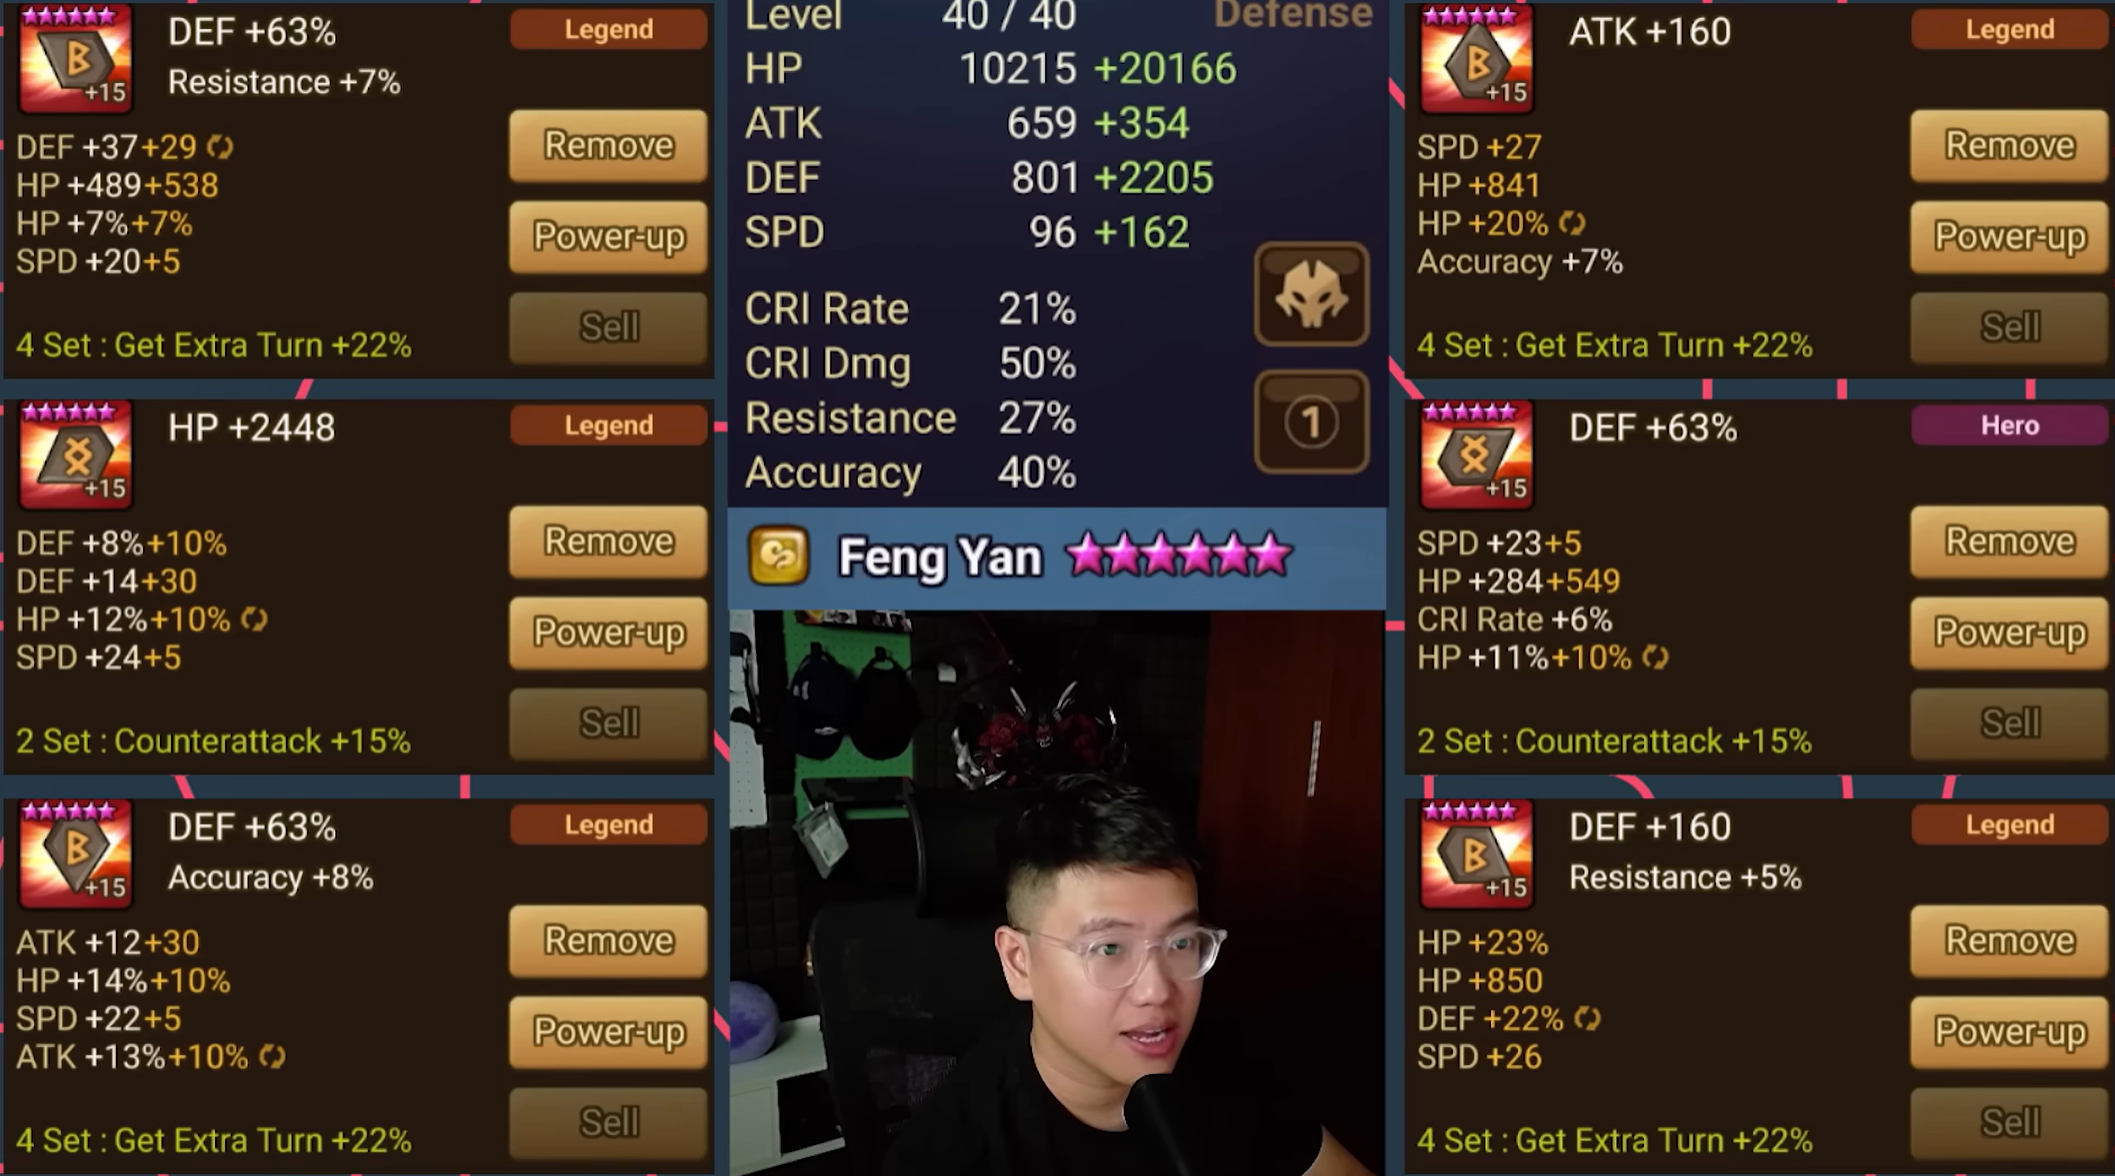 DEF +63%
Legend
Resistance +7%
+15
DEF +37+29
HP +489+538
HP +7%+7%
SPD +20+5
Remove
Power-up
Sell
4 Set : Get Extra Turn +22%
HP +2448
Legend
+15
DEF +8%+10%
DEF +14+30
HP +12%+10%
SPD +24+5
Remove
Power-up
Sell
2 Set : Counterattack +15%
DEF +63%
Legend
Accuracy +8%
+15
ATK +12+30
HP +14%+10%
SPD +22+5
ATK +13%+10%
Remove
Power-up
Sell
4 Set : Get Extra Turn +22%
Level 40 / 40 Defense
HP 10215 +20166
ATK 659 +354
DEF 801 +2205
SPD 96 +162
CRI Rate 21%
CRI Dmg 50%
Resistance 27%
Accuracy 40%
1
Feng Yan
ATK +160
Legend
+15
SPD +27
HP +841
HP +20%
Accuracy +7%
Remove
Power-up
Sell
4 Set : Get Extra Turn +22%
DEF +63%
Hero
+15
SPD +23+5
HP +284+549
CRI Rate +6%
HP +11%+10%
Remove
Power-up
Sell
2 Set : Counterattack +15%
DEF +160
Legend
Resistance +5%
+15
HP +23%
HP +850
DEF +22%
SPD +26
Remove
Power-up
Sell
4 Set : Get Extra Turn +22%